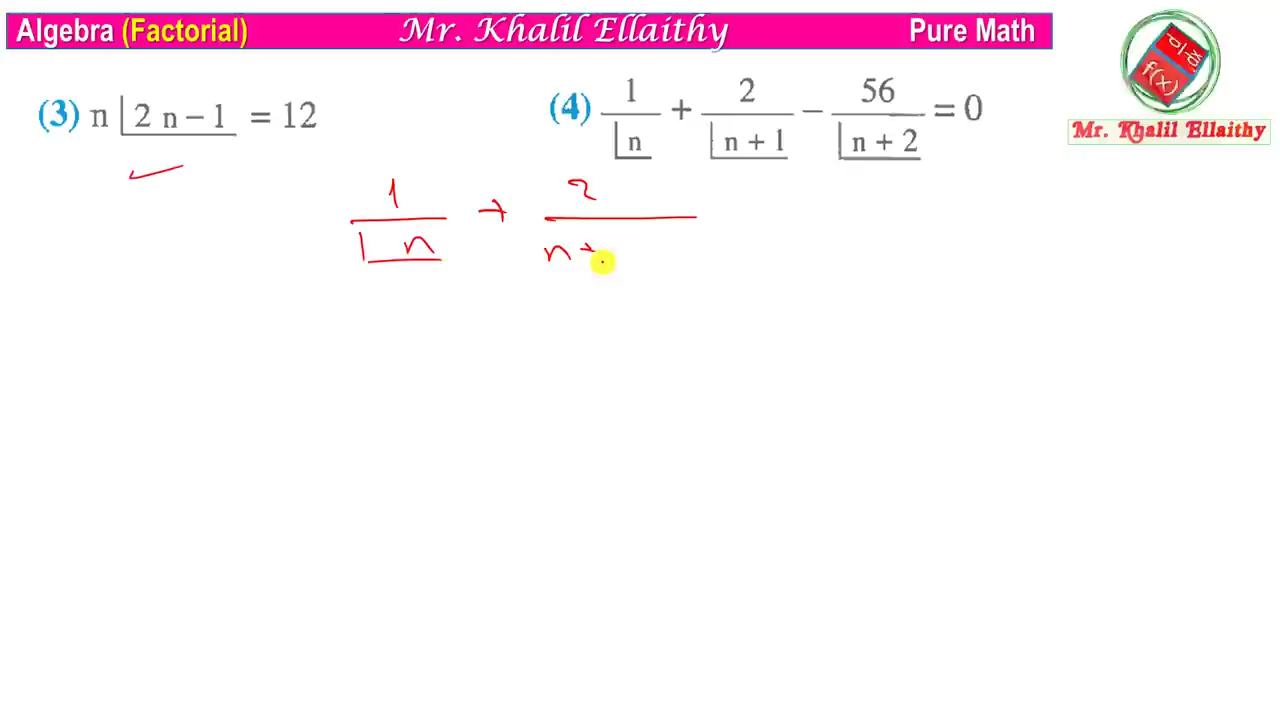 Algebra (Factorial) Mr. Khalil Ellaithy Pure Math
f(x)
Mr. Khalil Ellaithy
(3) n |2 n − 1 = 12
(4) 1/|n + 2/|n + 1 − 56/|n + 2 = 0
1/|n + 2/n +